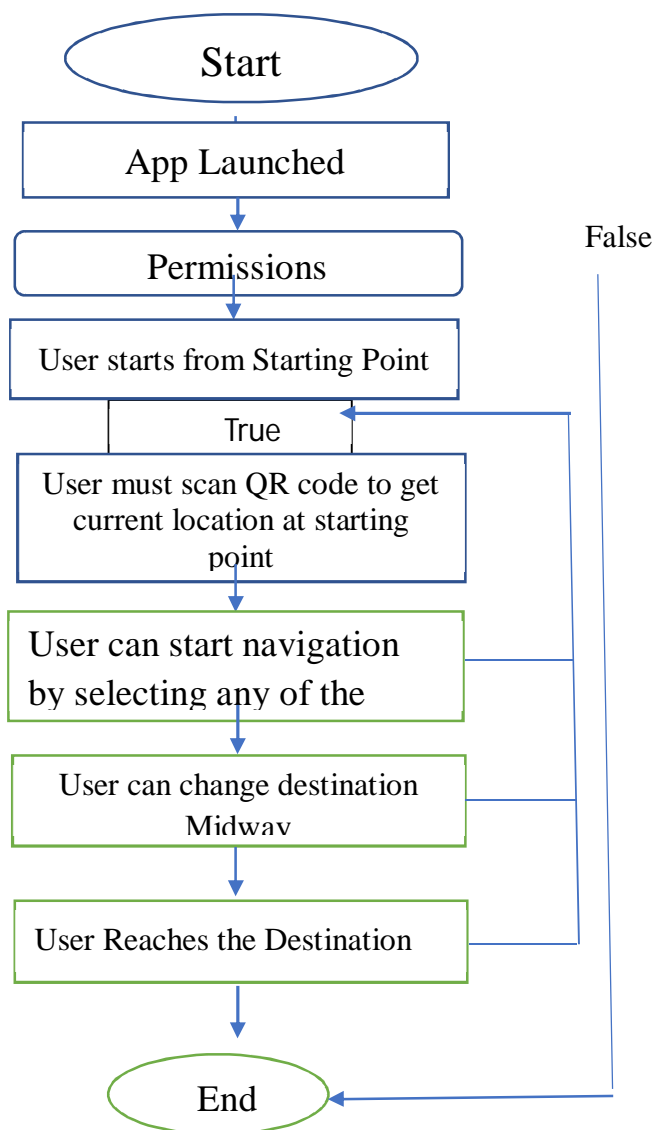 Start
App Launched
Permissions
False
User starts from Starting Point
True
User must scan QR code to get
current location at starting
point
User can start navigation
by selecting any of the
User can change destination
Midway
User Reaches the Destination
End